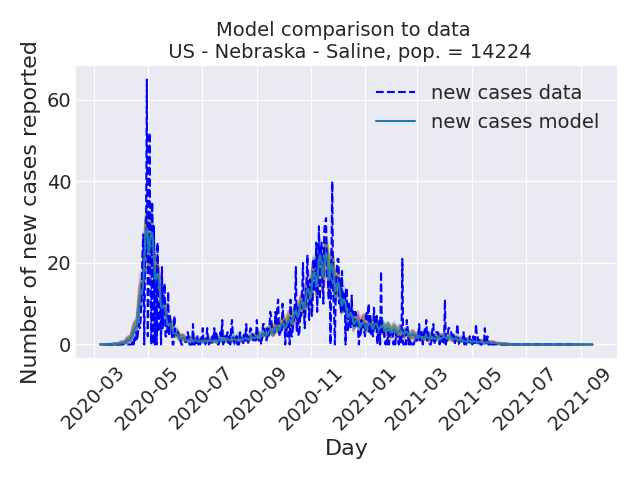 Model comparison to data
US - Nebraska - Saline, pop. = 14224
Number of new cases reported
60
40
20
0
new cases data
new cases model
2020-03
2020-05
2020-07
2020-09
2020-11
2021-01
2021-03
2021-05
2021-07
2021-09
Day